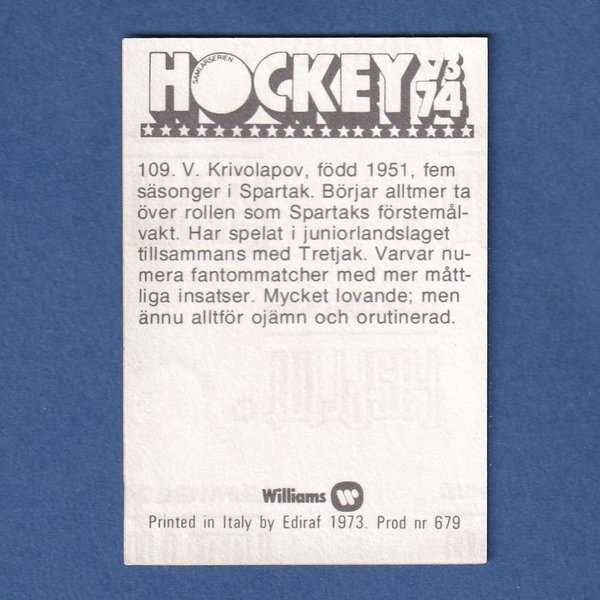 HOCKEY 73 74
SAMLARSERIEN
109. V. Krivolapov, född 1951, fem
säsonger i Spartak. Börjar alltmer ta
över rollen som Spartaks förstemål-
vakt. Har spelat i juniorlandslaget
tillsammans med Tretjak. Varvar nu-
mera fantommatcher med mer mått-
liga insatser. Mycket lovande; men
ännu alltför ojämn och orutinerad.
Williams
Printed in Italy by Ediraf 1973. Prod nr 679